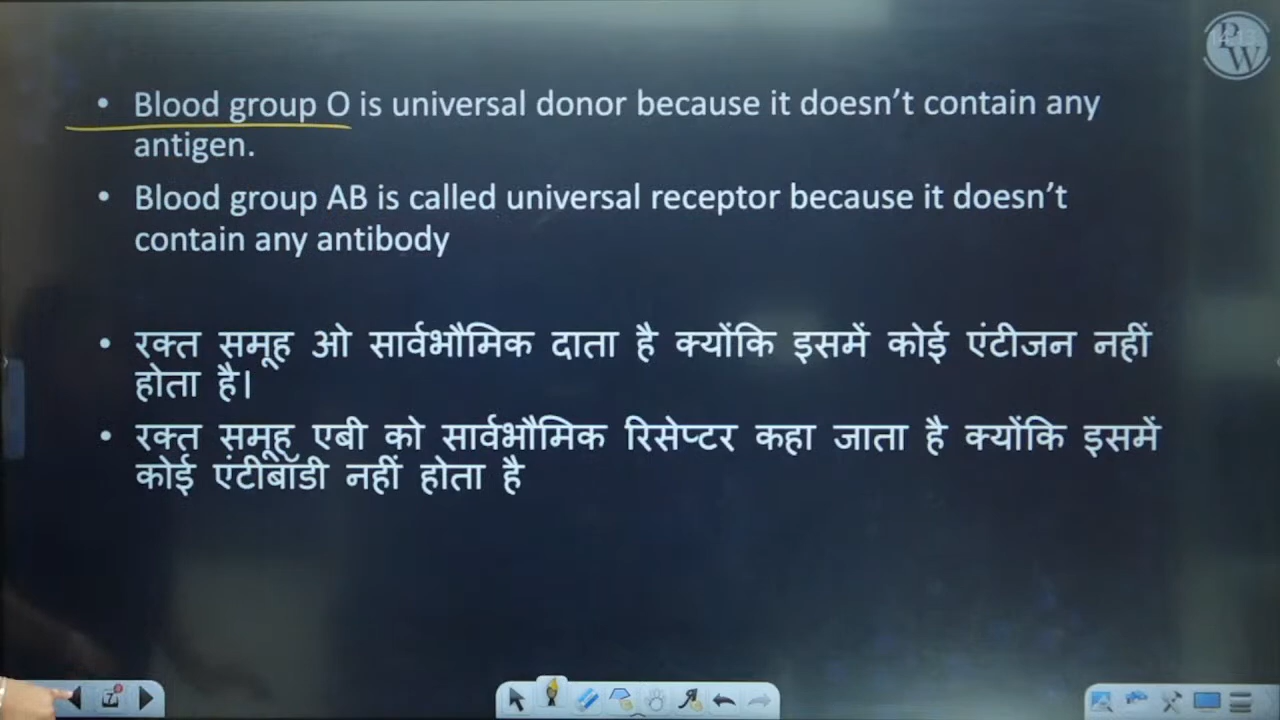 PW
• Blood group O is universal donor because it doesn't contain any
antigen.
• Blood group AB is called universal receptor because it doesn't
contain any antibody
• रक्त समूह ओ सार्वभौमिक दाता है क्योंकि इसमें कोई एंटीजन नहीं
होता है।
• रक्त समूह एबी को सार्वभौमिक रिसेप्टर कहा जाता है क्योंकि इसमें
कोई एंटीबॉडी नहीं होता है
7